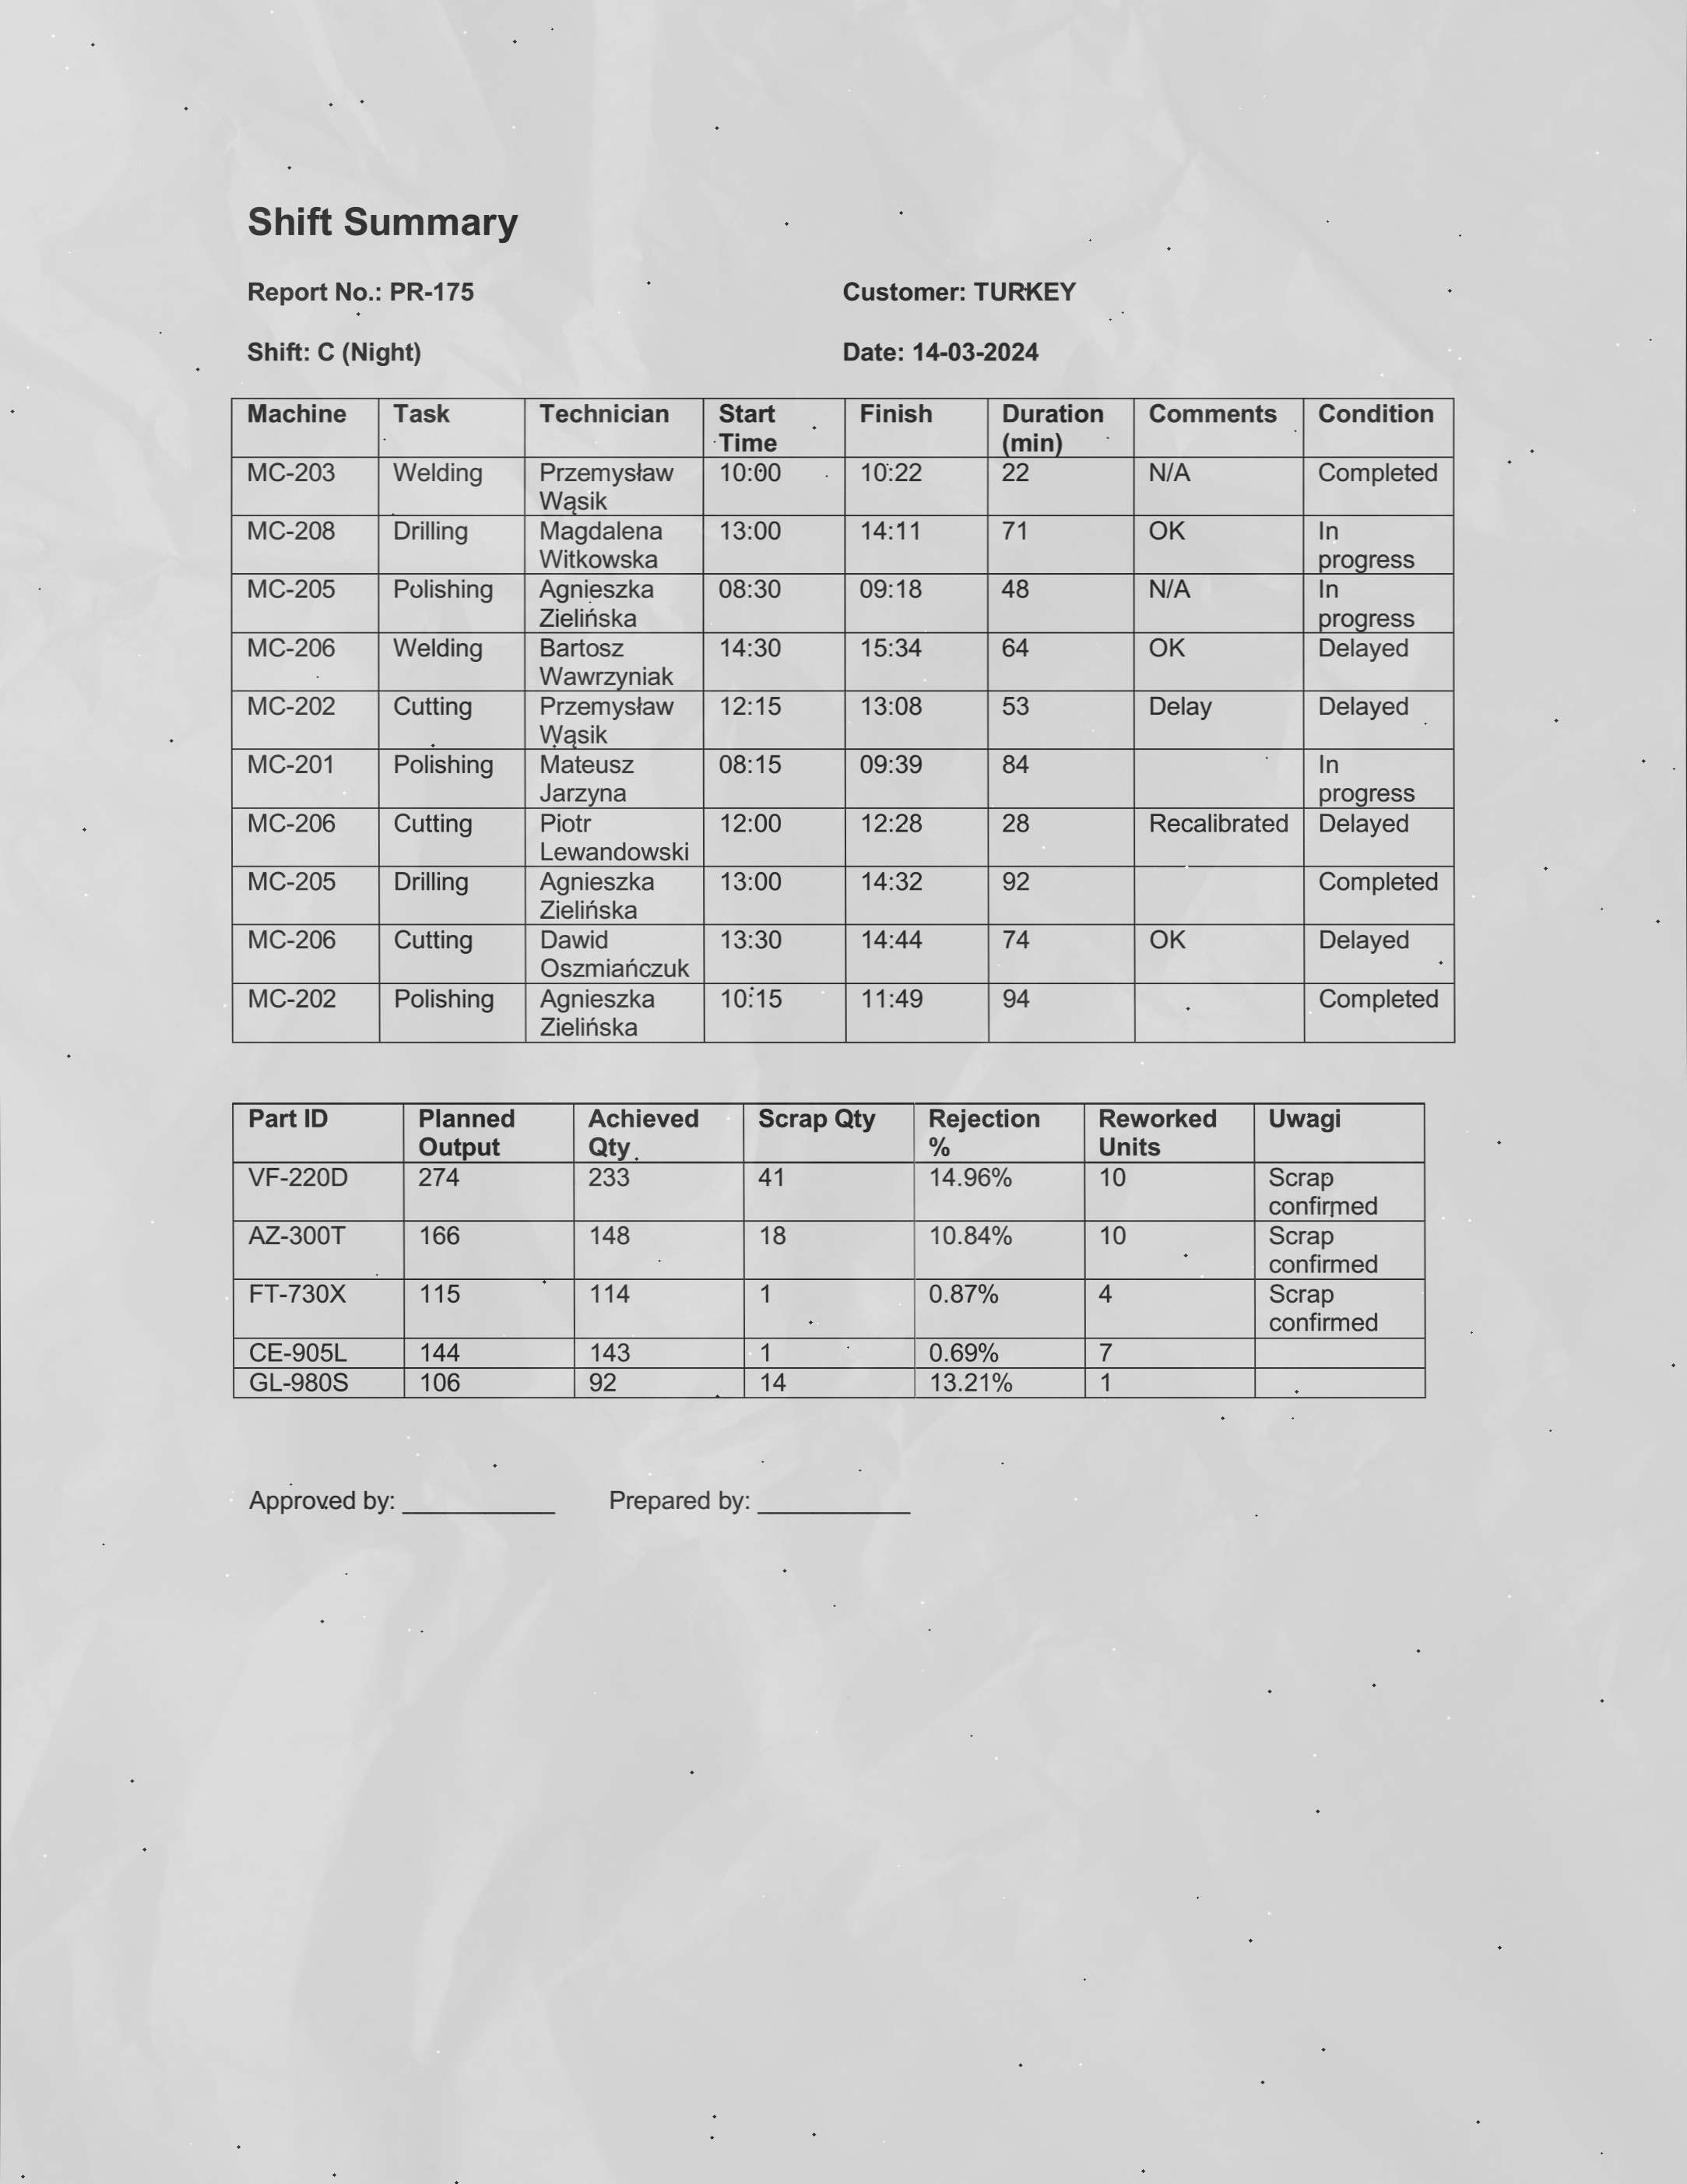 Shift Summary
Report No.: PR-175 Customer: TURKEY
Shift: C (Night) Date: 14-03-2024
Machine Task Technician Start Time Finish Duration (min) Comments Condition
MC-203 Welding Przemysław Wąsik 10:00 10:22 22 N/A Completed
MC-208 Drilling Magdalena Witkowska 13:00 14:11 71 OK In progress
MC-205 Polishing Agnieszka Zielińska 08:30 09:18 48 N/A In progress
MC-206 Welding Bartosz Wawrzyniak 14:30 15:34 64 OK Delayed
MC-202 Cutting Przemysław Wąsik 12:15 13:08 53 Delay Delayed
MC-201 Polishing Mateusz Jarzyna 08:15 09:39 84 In progress
MC-206 Cutting Piotr Lewandowski 12:00 12:28 28 Recalibrated Delayed
MC-205 Drilling Agnieszka Zielińska 13:00 14:32 92 Completed
MC-206 Cutting Dawid Oszmiańczuk 13:30 14:44 74 OK Delayed
MC-202 Polishing Agnieszka Zielińska 10:15 11:49 94 Completed
Part ID Planned Output Achieved Qty Scrap Qty Rejection % Reworked Units Uwagi
VF-220D 274 233 41 14.96% 10 Scrap confirmed
AZ-300T 166 148 18 10.84% 10 Scrap confirmed
FT-730X 115 114 1 0.87% 4 Scrap confirmed
CE-905L 144 143 1 0.69% 7
GL-980S 106 92 14 13.21% 1
Approved by: ___________ Prepared by: ___________